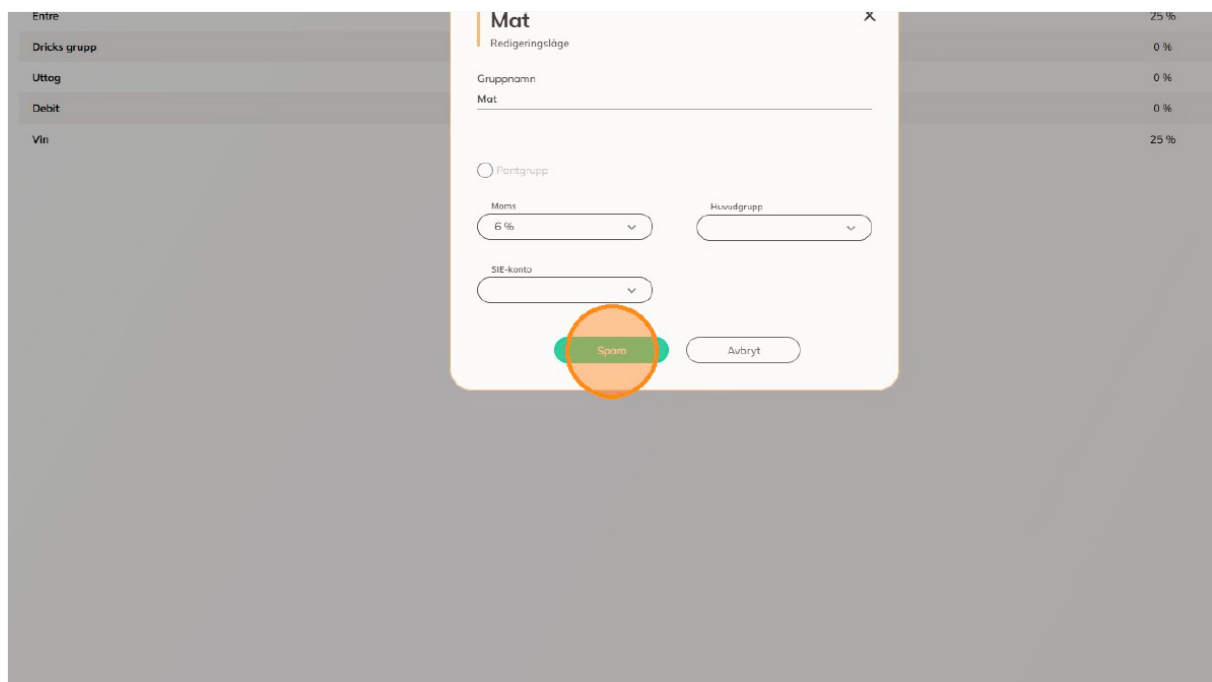 Entre 25 %
Dricks grupp 0 %
Uttag 0 %
Debit 0 %
Vin 25 %
Mat X
Redigeringsläge
Gruppnamn
Mat
Pantgrupp
Moms Huvudgrupp
6 %
SIE-konto
Spara Avbryt